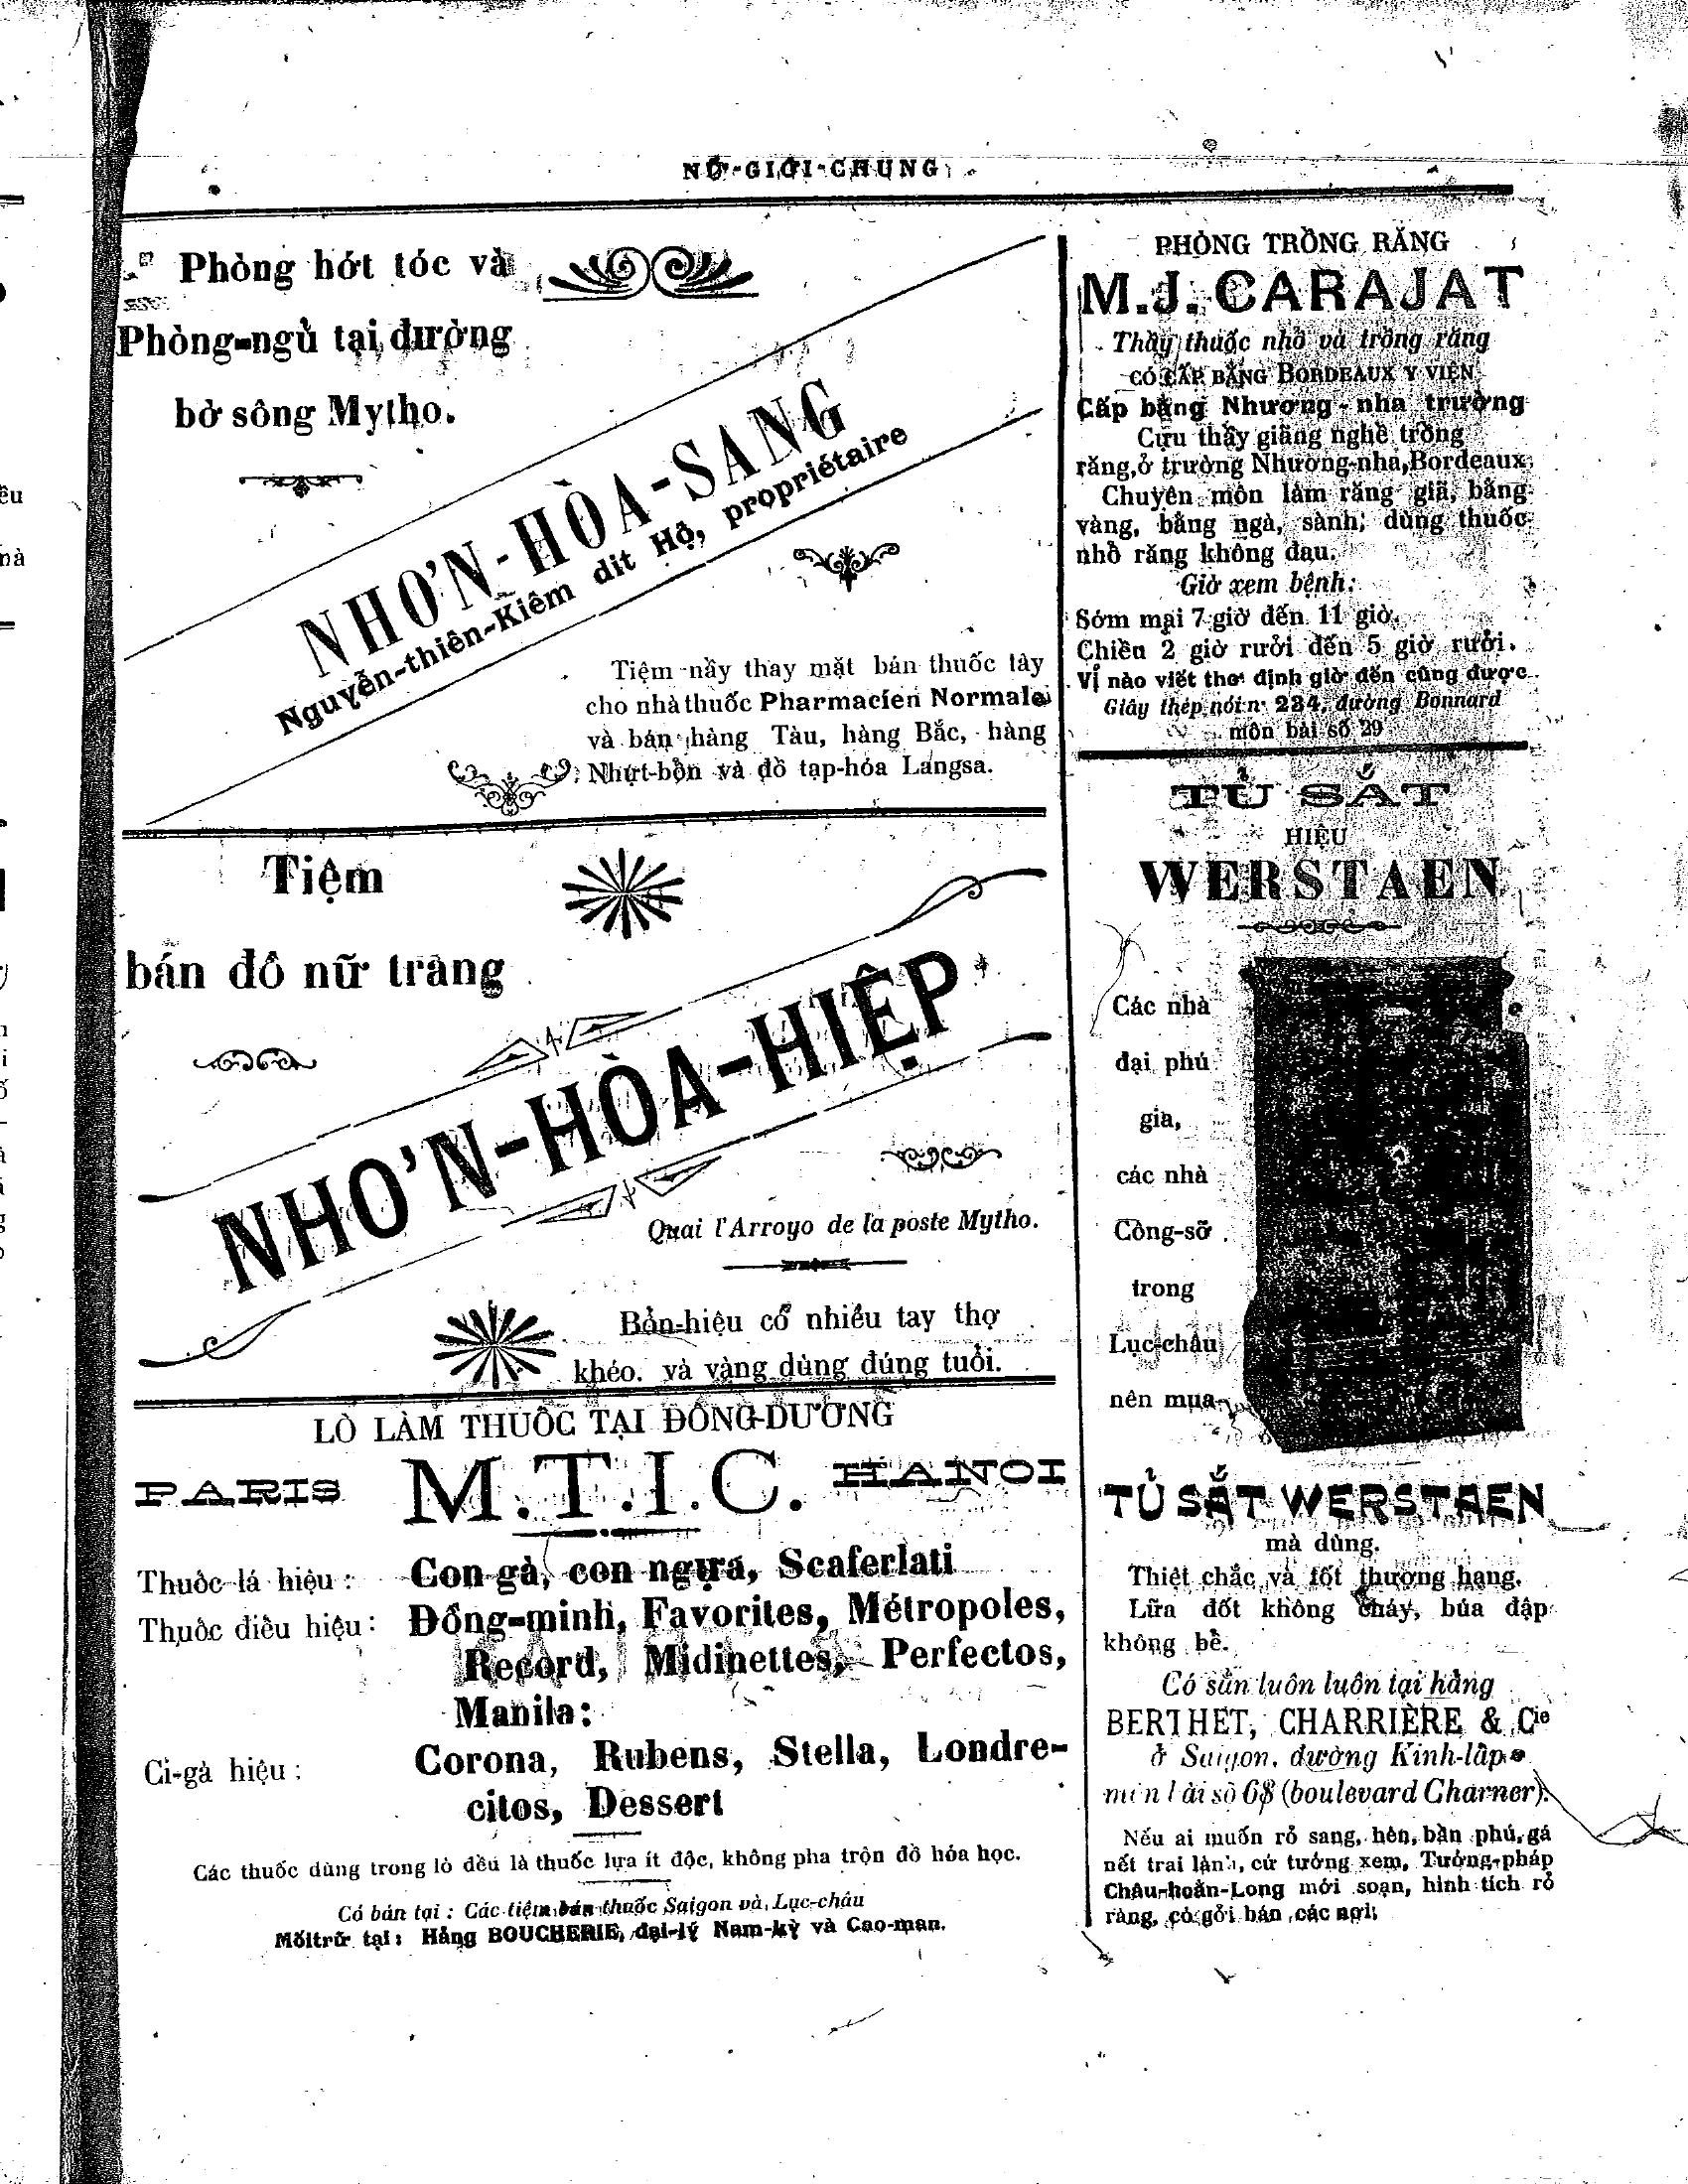 NỮ-GIỚI-CHUNG
Phòng hớt tóc và
Phòng-ngủ tại đường
bờ sông Mytho.
NHƠN-HÒA-SANG
Nguyễn-thiên-Kiêm dit Hộ, propriétaire
Tiệm nầy thay mặt bán thuốc tây
cho nhà thuốc Pharmacien Normale
và bán hàng Tàu, hàng Bắc, hàng
Nhựt-bổn và đồ tạp-hóa Langsa.
Tiệm
bán đồ nữ trang
NHƠN-HÒA-HIỆP
Quai l'Arroyo de la poste Mytho.
Bổn-hiệu cố nhiều tay thợ
khéo. và vàng dùng đúng tuổi.
LÒ LÀM THUỐC TẠI ĐÔNG-DƯƠNG
PARIS M.T.I.C. HANOI
Thuốc lá hiệu : Con gà, con ngựa, Scaferlati
Thuốc điếu hiệu : Đồng-minh, Favorites, Métropoles,
Record, Midinettes, Perfectos,
Manila:
Ci-gà hiệu : Corona, Rubens, Stella, Londre-
citos, Dessert
Các thuốc dùng trong lò đều là thuốc lựa ít độc, không pha trộn đồ hóa học.
Có bán tại : Các tiệm bán thuốc Saigon và Lục-châu
Mối trữ tại : Hảng BOUCHERIE, đại-lý Nam-kỳ và Cao-man.
PHÒNG TRỒNG RĂNG
M.J. CARAJAT
Thầy thuốc nhổ và trồng răng
CÓ CẤP BẰNG BORDEAUX Y VIỆN
Cấp bằng Nhương-nha trường
Cựu thầy giảng nghề trồng
răng, ở trường Nhương-nha, Bordeaux
Chuyên môn làm răng giã, bằng
vàng, bằng ngà, sành, dùng thuốc
nhổ răng không đau.
Giờ xem bệnh:
Sớm mai 7 giờ đến 11 giờ.
Chiều 2 giờ rưởi đến 5 giờ rưởi.
Vị nào viết thơ định giờ đến cũng được.
Giây thép nói n° 234, đường Bonnard
môn bài số 29
TỦ SẮT
HIỆU
WERSTAEN
Các nhà
đại phú
gia,
các nhà
Công-sỡ
trong
Lục-châu
nên mua
TỦ SẮT WERSTAEN
mà dùng.
Thiệt chắc và tốt thượng hạng.
Lữa đốt không cháy, búa đập
không bể.
Có sẳn luôn luôn tại hảng
BERTHET, CHARRIÈRE & Cie
ở Saigon, đường Kinh-lấp
môn bài số 68 (boulevard Charner).
Nếu ai muốn rỏ sang, hèn, bần phú, gá
nết trai lành, cứ tướng xem, Tướng-pháp
Châu-hoằn-Long mới soạn, hình tích rỏ
ràng, có gởi bán các nơi.